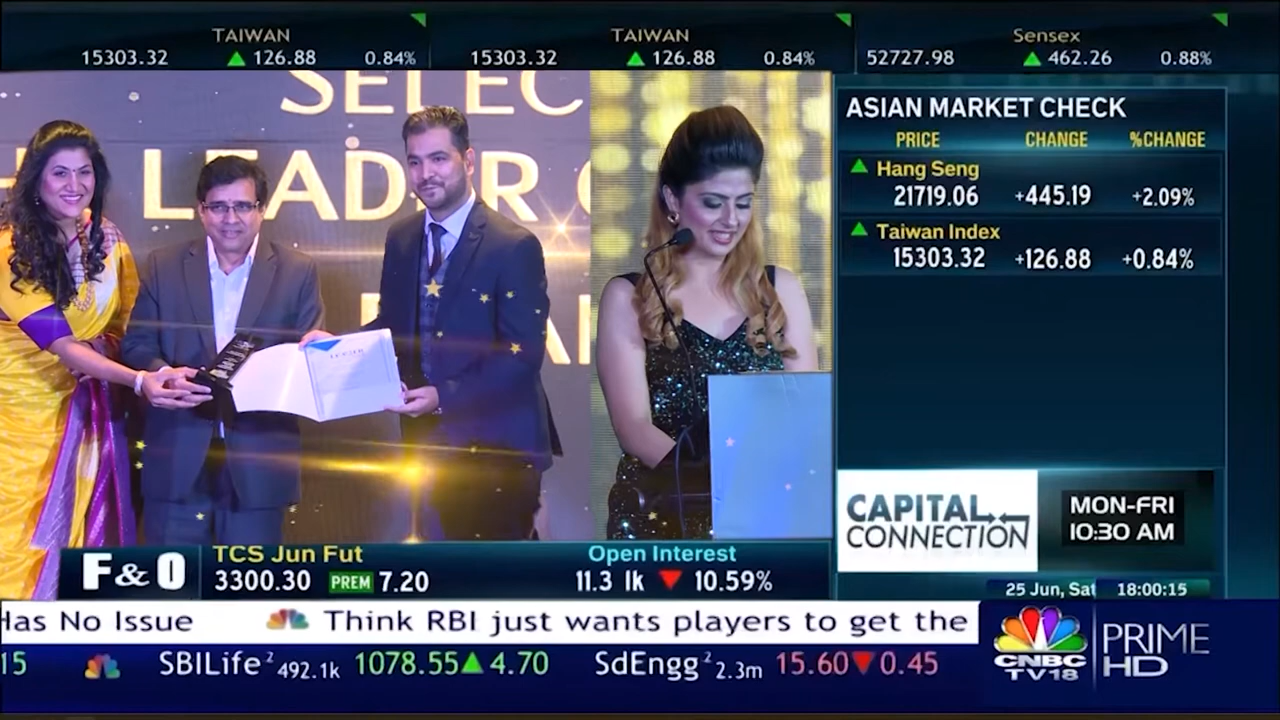 TAIWAN
15303.32 ▲ 126.88 0.84%
TAIWAN
15303.32 ▲ 126.88 0.84%
Sensex
52727.98 ▲ 462.26 0.88%
SELEC
LEADER
ASIAN MARKET CHECK
PRICE CHANGE %CHANGE
▲ Hang Seng
21719.06 +445.19 +2.09%
▲ Taiwan Index
15303.32 +126.88 +0.84%
CAPITAL
CONNECTION
MON-FRI
10:30 AM
F&O
TCS Jun Fut
3300.30 PREM 7.20
Open Interest
11.3 lk ▼ 10.59%
25 Jun, Sat 18:00:15
Has No Issue
Think RBI just wants players to get the
15
SBILife² 492.1k 1078.55 ▲ 4.70
SdEngg² 2.3m 15.60 ▼ 0.45
CNBC
TV18
PRIME
HD